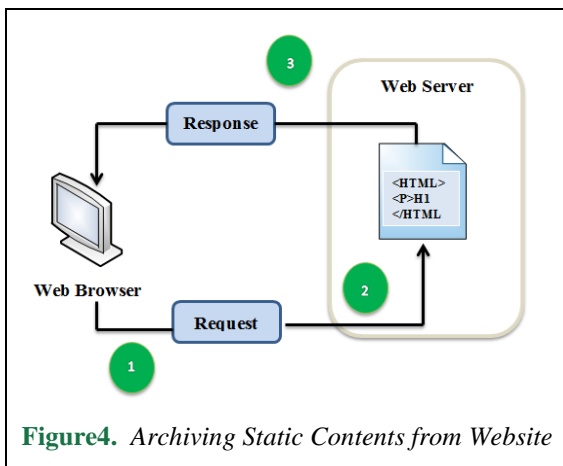 3
Web Server
Response
<HTML>
<P>H1
</HTML
Web Browser
2
Request
1
Figure4. Archiving Static Contents from Website